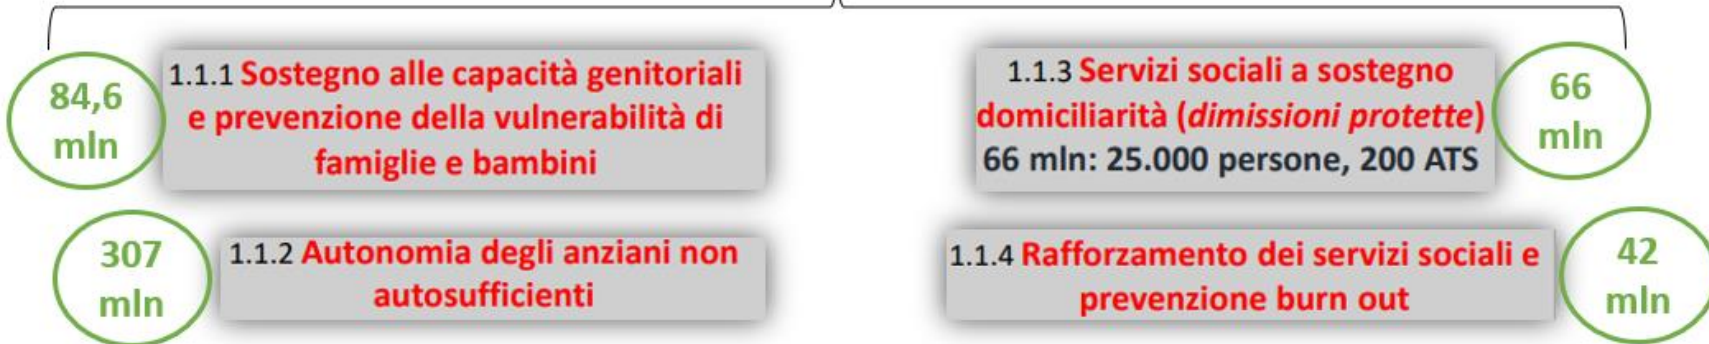 84,6
mln
1.1.1 Sostegno alle capacità genitoriali
e prevenzione della vulnerabilità di
famiglie e bambini
1.1.3 Servizi sociali a sostegno
domiciliarità (dimissioni protette)
66 mln: 25.000 persone, 200 ATS
66
mln
307
mln
1.1.2 Autonomia degli anziani non
autosufficienti
1.1.4 Rafforzamento dei servizi sociali e
prevenzione burn out
42
mln